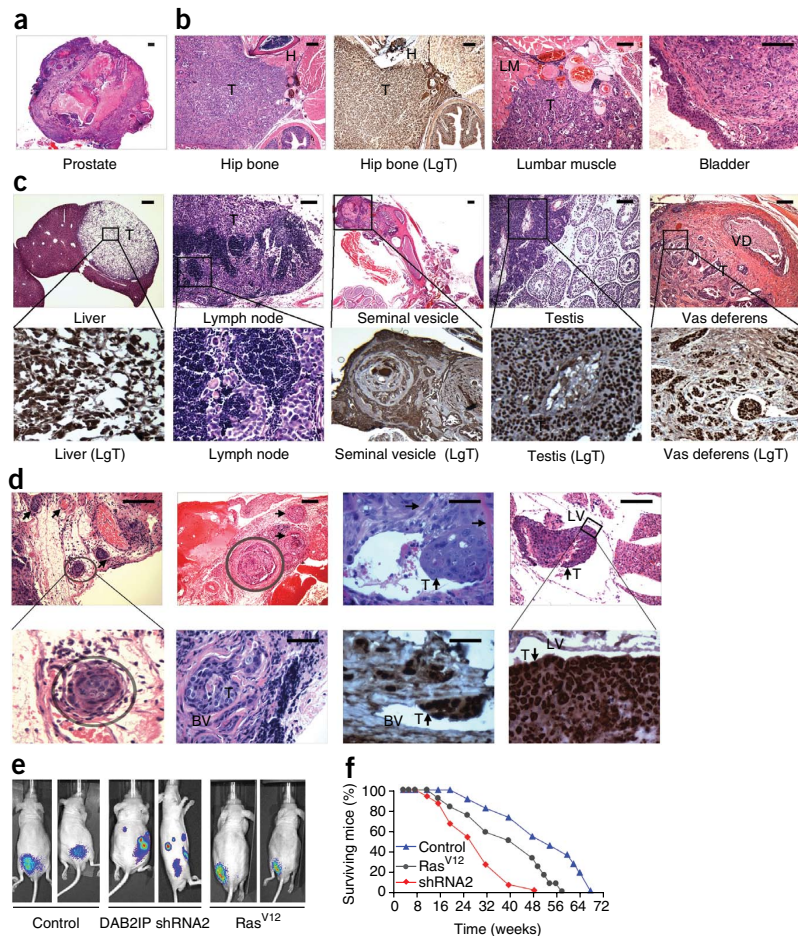 a
b
H
T
H
T
LM
T
Prostate
Hip bone
Hip bone (LgT)
Lumbar muscle
Bladder
c
T
T
VD
T
Liver
Lymph node
Seminal vesicle
Testis
Vas deferens
Liver (LgT)
Lymph node
Seminal vesicle (LgT)
Testis (LgT)
Vas deferens (LgT)
d
T
LV
T
BV
T
BV
T
T
LV
e
Control
DAB2IP shRNA2
Ras^V12
f
Surviving mice (%)
100
80
60
40
20
0
Control
Ras^V12
shRNA2
0 8 16 24 32 40 48 56 64 72
Time (weeks)